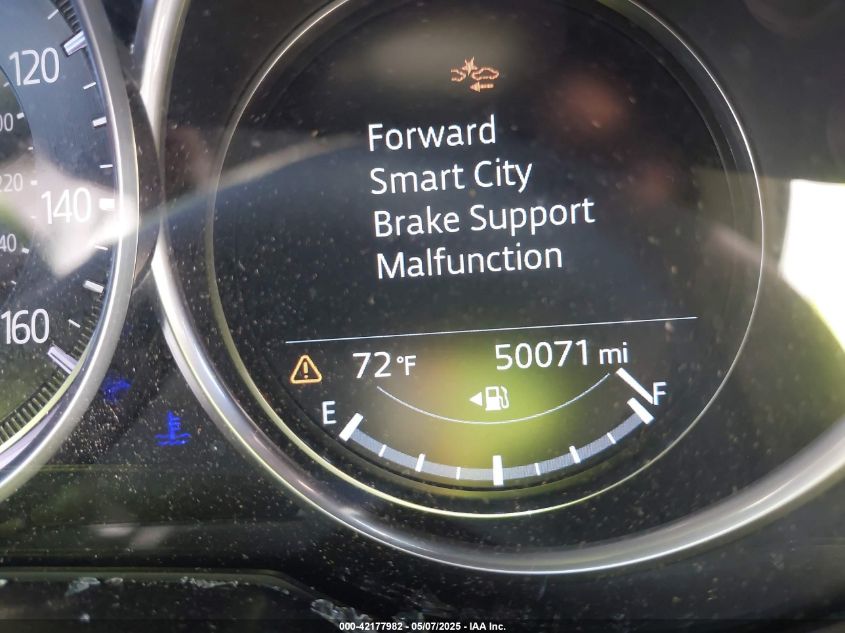 120
140
160
220
Forward
Smart City
Brake Support
Malfunction
72°F 50071 mi
E F
000-42177982 - 05/07/2025 - IAA Inc.